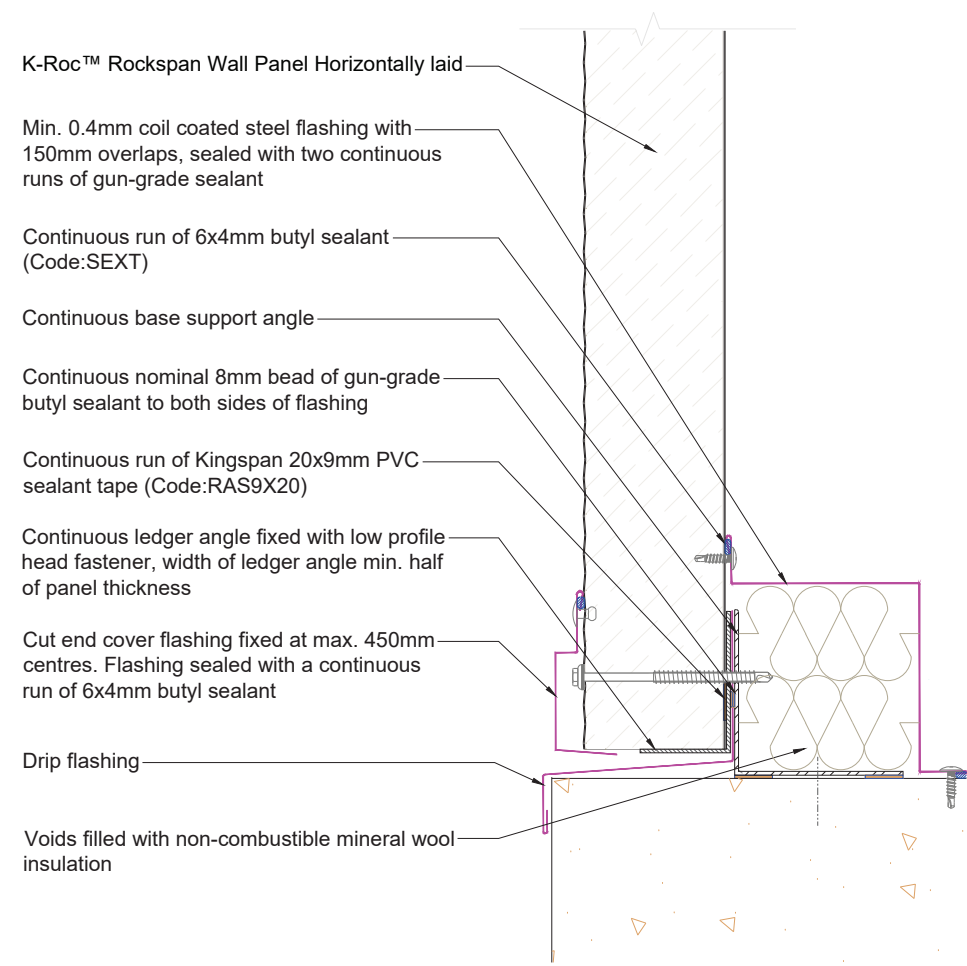 K-Roc™ Rockspan Wall Panel Horizontally laid
Min. 0.4mm coil coated steel flashing with
150mm overlaps, sealed with two continuous
runs of gun-grade sealant
Continuous run of 6x4mm butyl sealant
(Code:SEXT)
Continuous base support angle
Continuous nominal 8mm bead of gun-grade
butyl sealant to both sides of flashing
Continuous run of Kingspan 20x9mm PVC
sealant tape (Code:RAS9X20)
Continuous ledger angle fixed with low profile
head fastener, width of ledger angle min. half
of panel thickness
Cut end cover flashing fixed at max. 450mm
centres. Flashing sealed with a continuous
run of 6x4mm butyl sealant
Drip flashing
Voids filled with non-combustible mineral wool
insulation